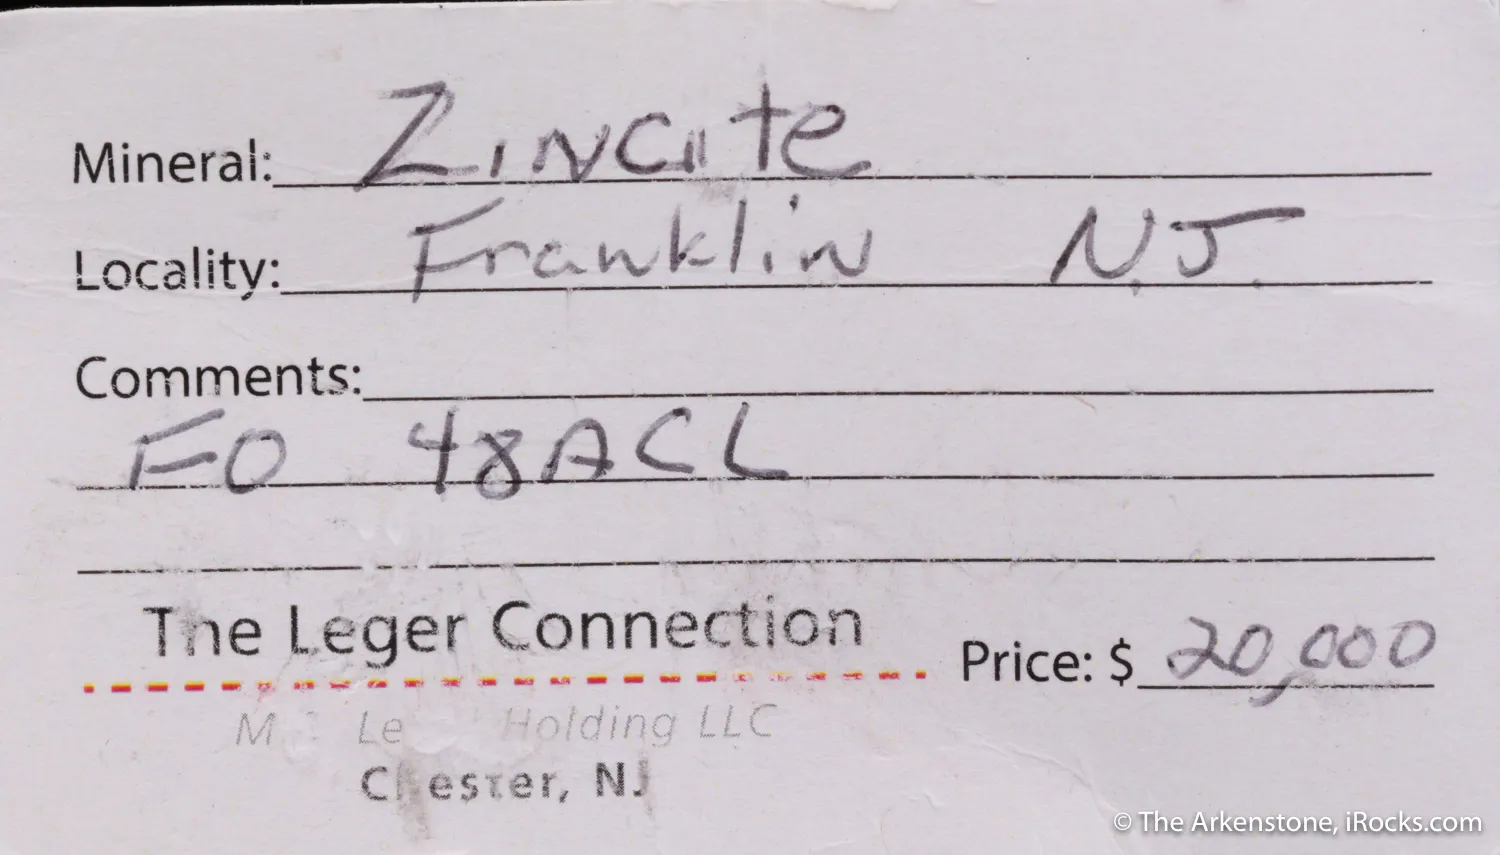 Mineral: Zincite
Locality: Franklin N.J.
Comments:
FO 48ACL
The Leger Connection
Price: $ 20,000
Holding LLC
Chester, NJ
© The Arkenstone, iRocks.com